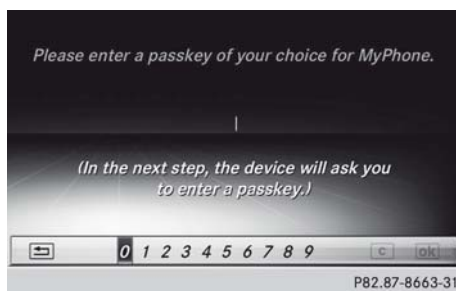 Please enter a passkey of your choice for MyPhone.
(In the next step, the device will ask you
to enter a passkey.)
0 1 2 3 4 5 6 7 8 9 c ok
P82.87-8663-31